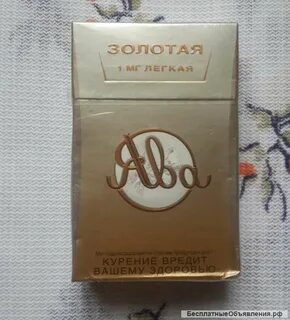 ЗОЛОТАЯ
1 МГ ЛЕГКАЯ
Ява
КУРЕНИЕ ВРЕДИТ
ВАШЕМУ ЗДОРОВЬЮ
БесплатныеОбъявления.рф